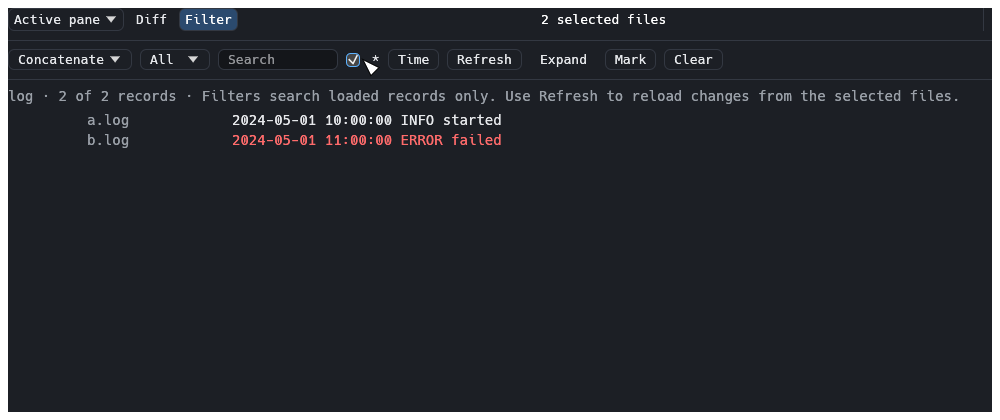 Active pane Diff Filter 2 selected files
Concatenate All Search * Time Refresh Expand Mark Clear
log · 2 of 2 records · Filters search loaded records only. Use Refresh to reload changes from the selected files.
a.log 2024-05-01 10:00:00 INFO started
b.log 2024-05-01 11:00:00 ERROR failed